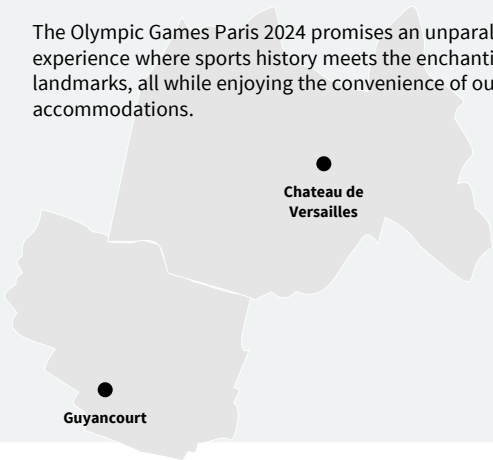 The Olympic Games Paris 2024 promises an
experience where sports history meets the
landmarks, all while enjoying the convenience of
accommodations.
Chateau de
Versailles
Guyancourt